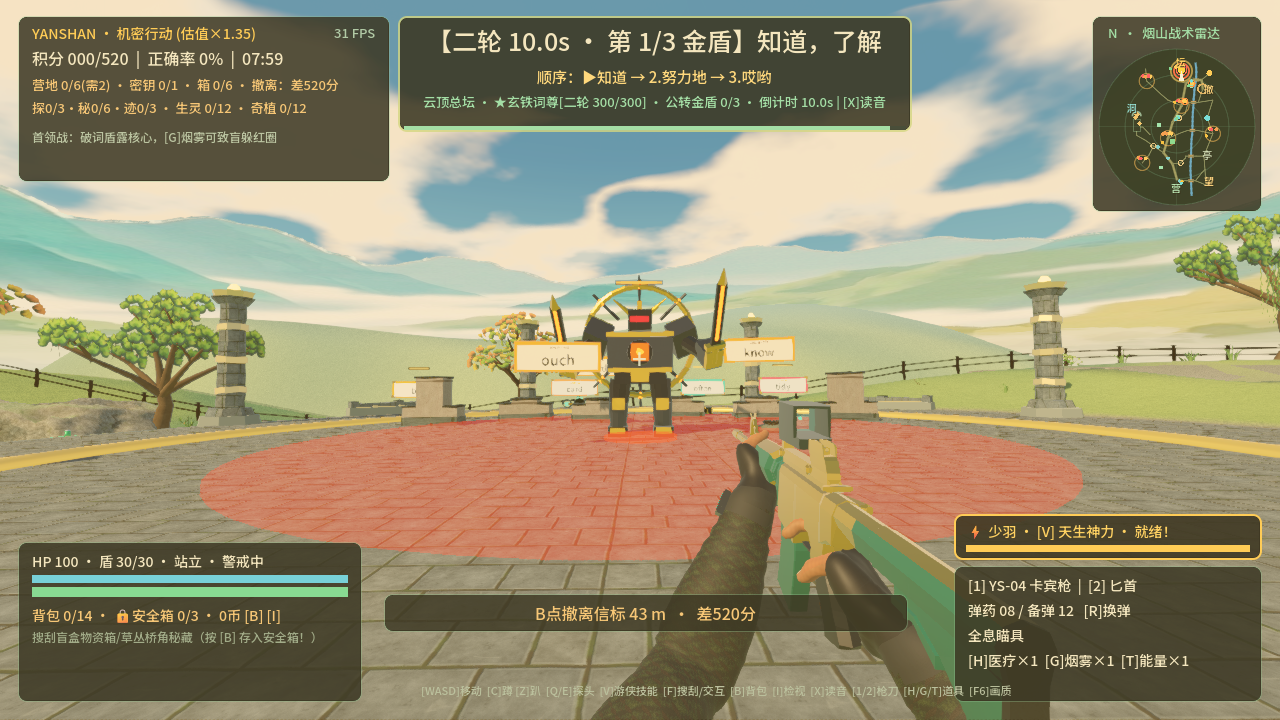 YANSHAN · 机密行动 (估值×1.35)
31 FPS
积分 000/520 | 正确率 0% | 07:59
营地 0/6(需2) · 密钥 0/1 · 箱 0/6 · 撤离：差520分
探0/3·秘0/6·迹0/3 · 生灵 0/12 · 奇植 0/12
首领战：破词盾露核心，[G]烟雾可致盲躲红圈
【二轮 10.0s · 第 1/3 金盾】知道，了解
顺序：▶知道 → 2.努力地 → 3.哎哟
云顶总坛 · ★玄铁词尊[二轮 300/300] · 公转金盾 0/3 · 倒计时 10.0s | [X]读音
N · 烟山战术雷达
坛
撤
洞
亭
营
望
ouch
know
HP 100 · 盾 30/30 · 站立 · 警戒中
背包 0/14 · 🔒安全箱 0/3 · 0币 [B] [I]
搜刮盲盒物资箱/草丛桥角秘藏（按 [B] 存入安全箱！）
B点撤离信标 43 m · 差520分
⚡ 少羽 · [V] 天生神力 · 就绪！
[1] YS-04 卡宾枪 | [2] 匕首
弹药 08 / 备弹 12 [R]换弹
全息瞄具
[H]医疗×1 [G]烟雾×1 [T]能量×1
[WASD]移动 [C]蹲 [Z]趴 [Q/E]探头 [V]游侠技能 [F]搜刮/交互 [B]背包 [I]检视 [X]读音 [1/2]枪刀 [H/G/T]道具 [F6]画质